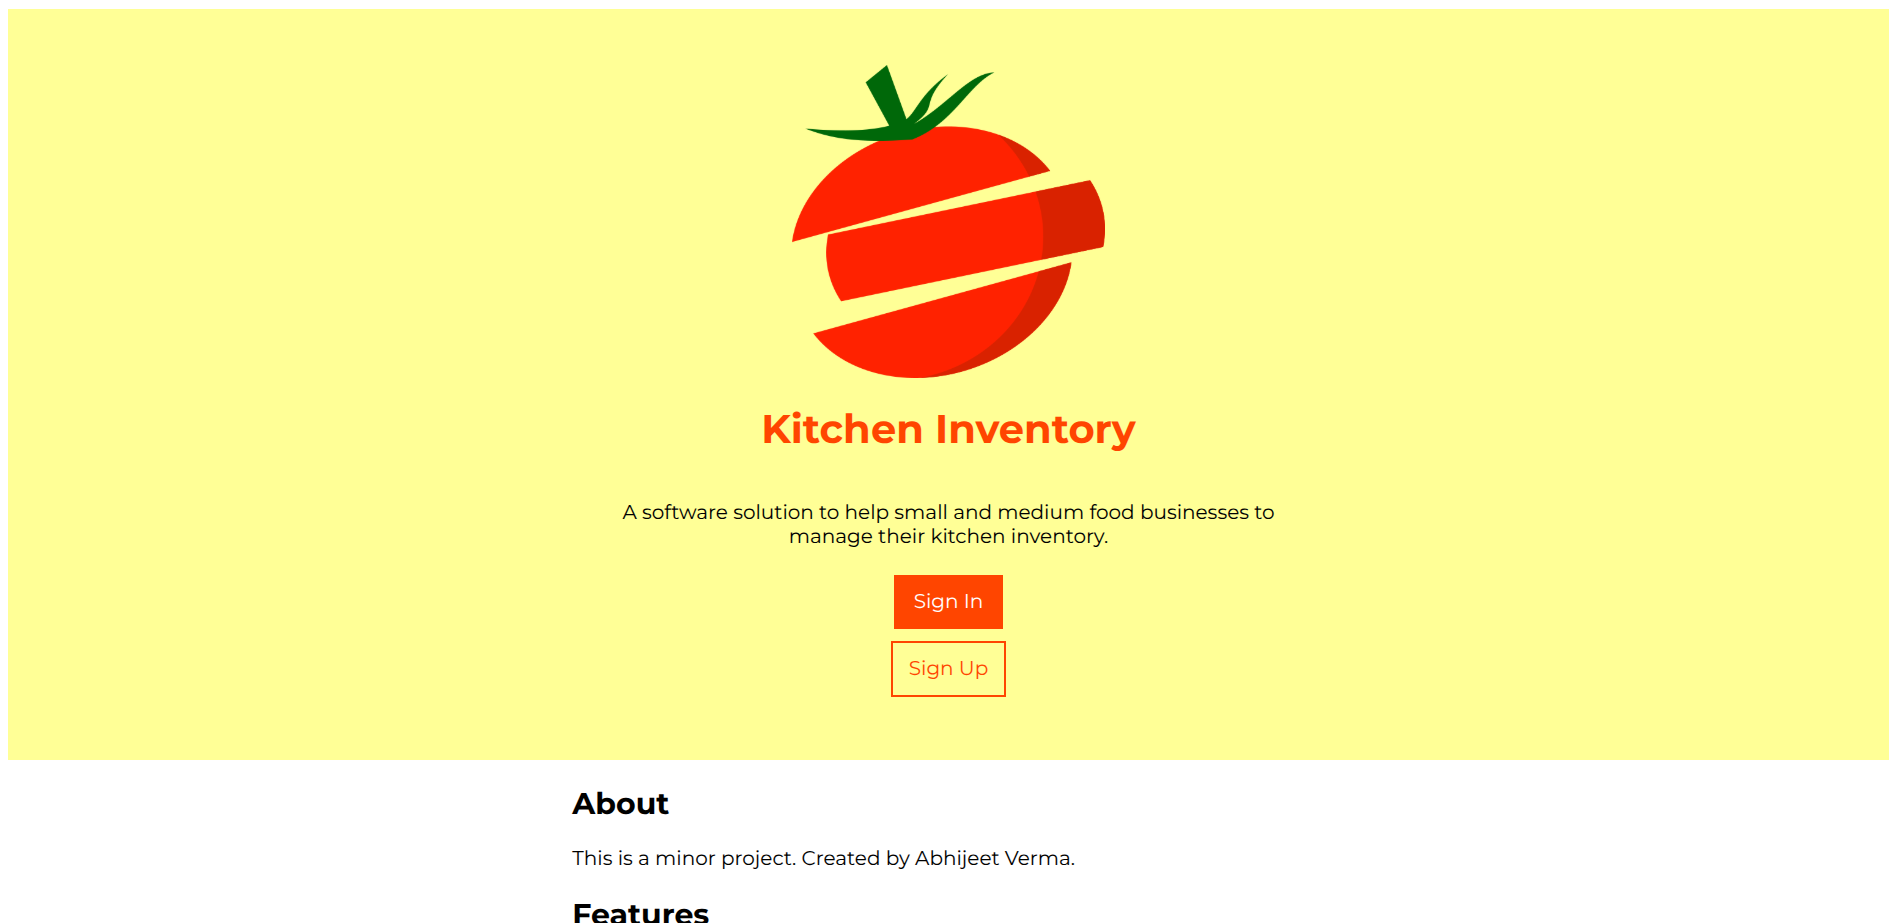 Kitchen Inventory
A software solution to help small and medium food businesses to
manage their kitchen inventory.
Sign In
Sign Up
About
This is a minor project. Created by Abhijeet Verma.
Features